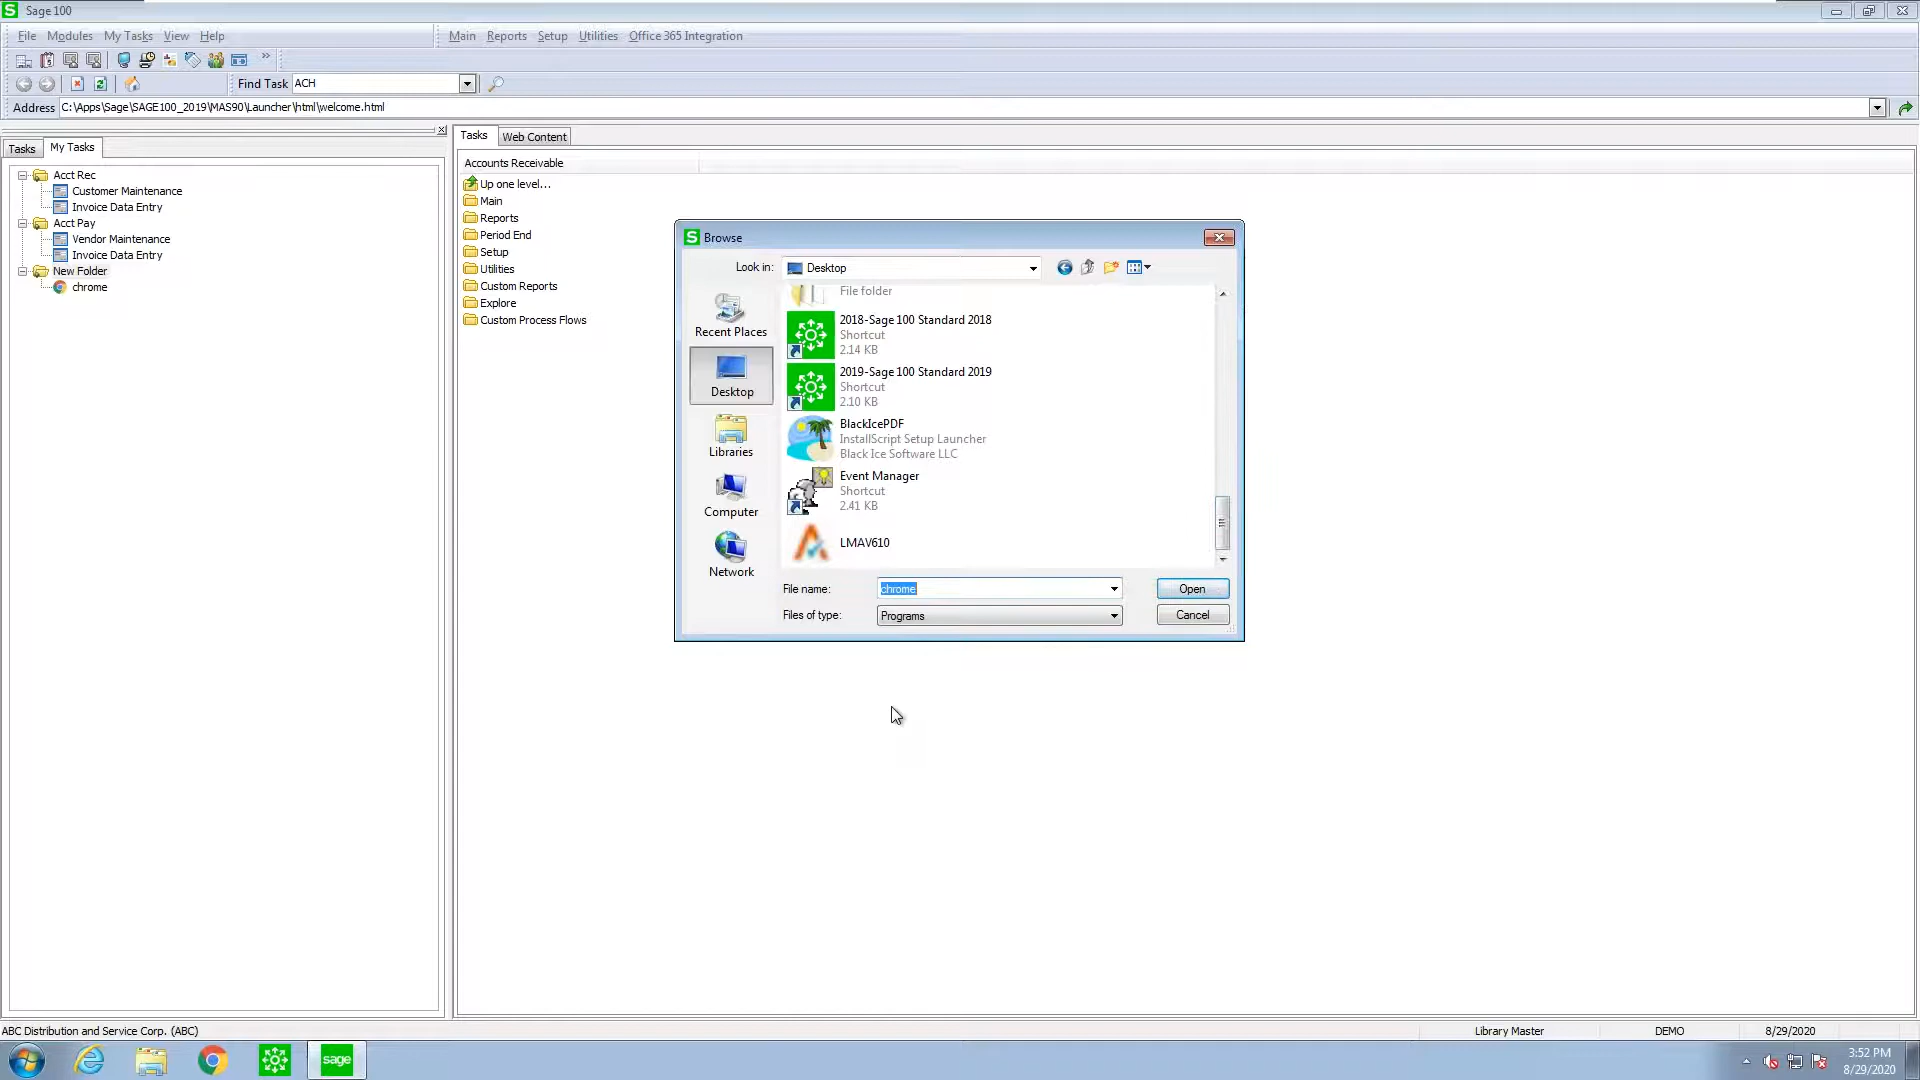 Sage 100
File Modules My Tasks View Help
Main Reports Setup Utilities Office 365 Integration
Find Task ACH
Address C:\Apps\Sage\SAGE100_2019\MAS90\Launcher\html\welcome.html
Tasks My Tasks
Acct Rec
Customer Maintenance
Invoice Data Entry
Acct Pay
Vendor Maintenance
Invoice Data Entry
New Folder
chrome
Tasks Web Content
Accounts Receivable
Up one level...
Main
Reports
Period End
Setup
Utilities
Custom Reports
Explore
Custom Process Flows
Browse
Look in: Desktop
Recent Places
Desktop
Libraries
Computer
Network
File folder
2018-Sage 100 Standard 2018
Shortcut
2.14 KB
2019-Sage 100 Standard 2019
Shortcut
2.10 KB
BlackIcePDF
InstallScript Setup Launcher
Black Ice Software LLC
Event Manager
Shortcut
2.41 KB
LMAV610
File name: chrome Open
Files of type: Programs Cancel
ABC Distribution and Service Corp. (ABC) Library Master DEMO 8/29/2020
sage
3:52 PM
8/29/2020